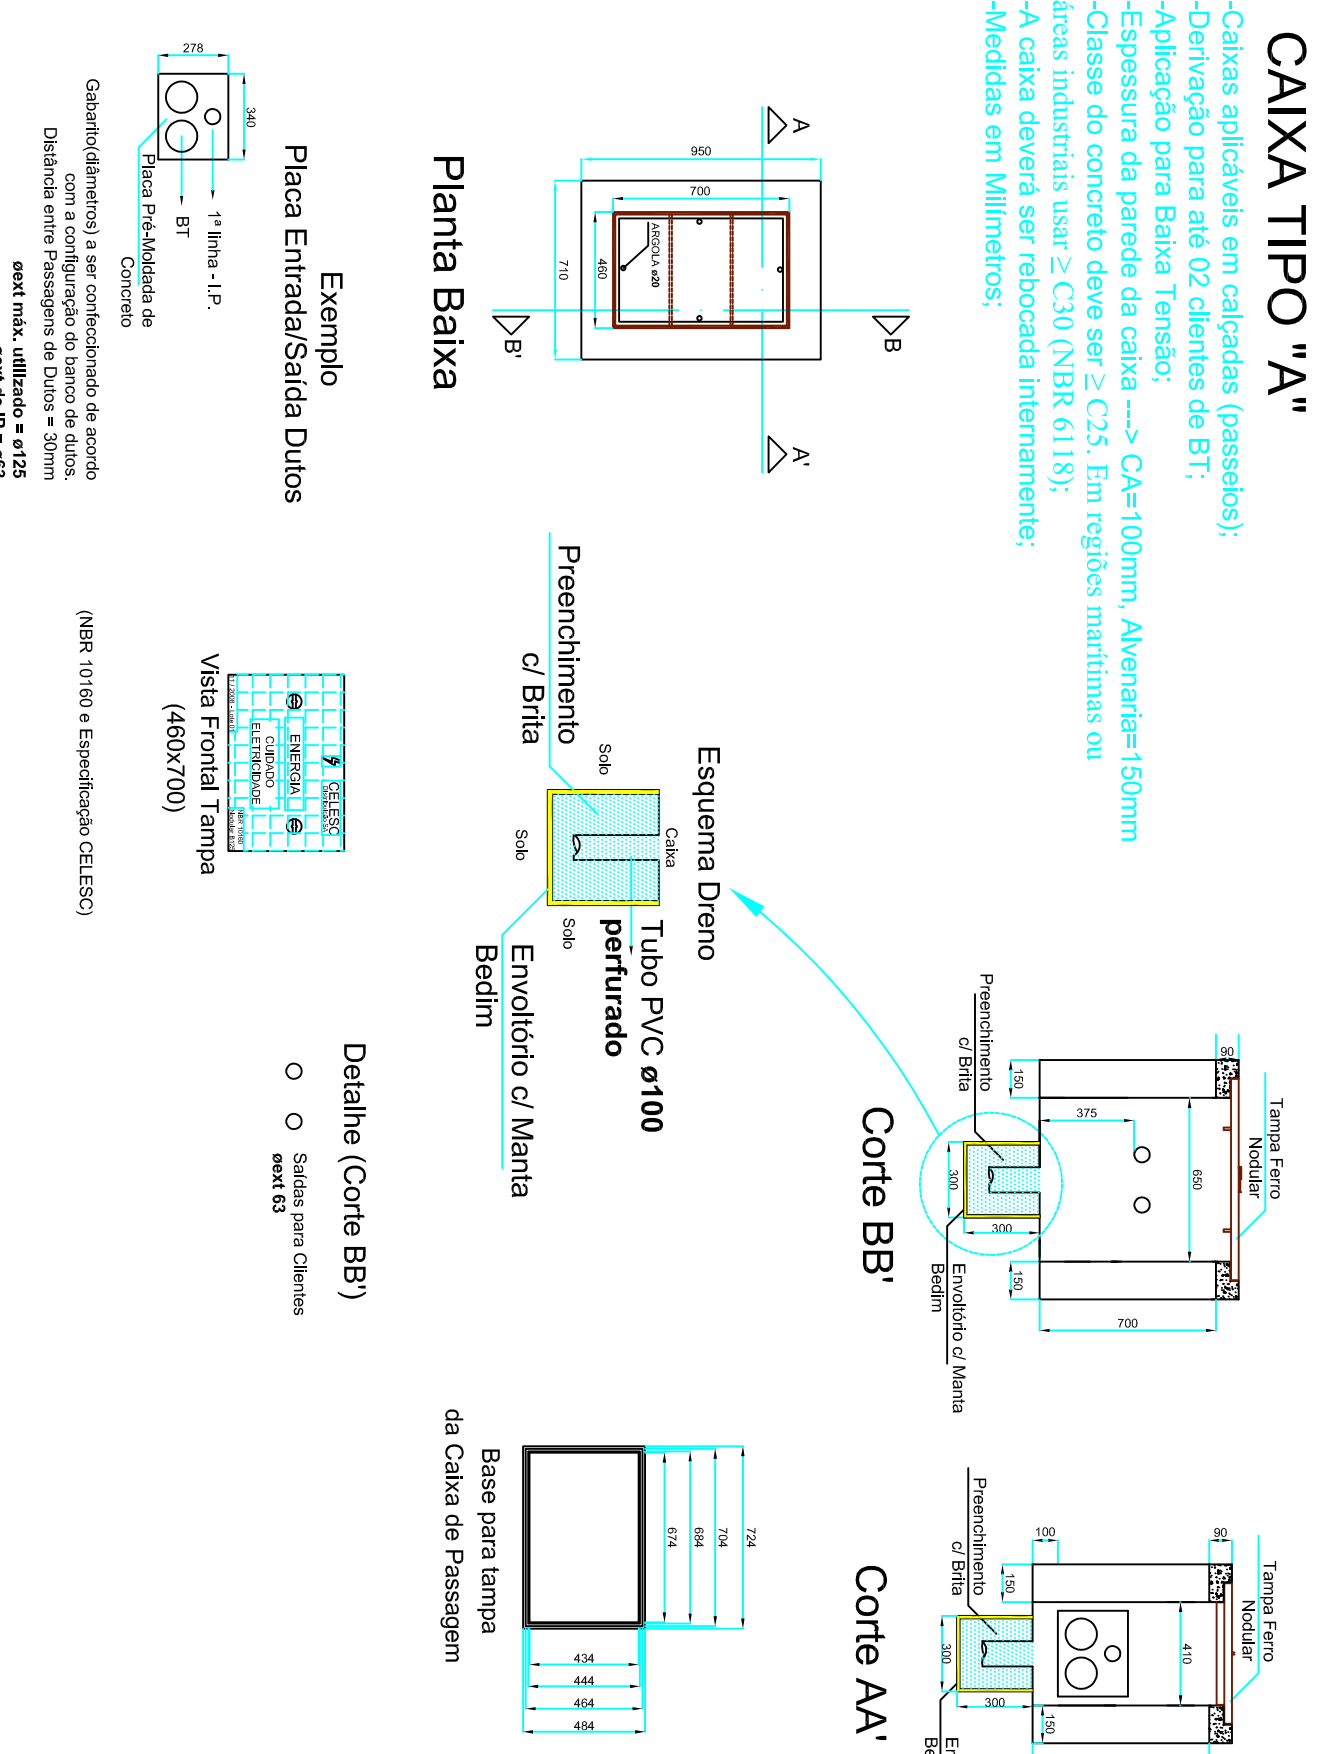 CAIXA TIPO "A"
-Caixas aplicáveis em calçadas (passeios);
-Derivação para até 02 clientes de BT;
-Aplicação para Baixa Tensão;
-Espessura da parede da caixa ---> CA=100mm, Alvenaria=150mm
-Classe do concreto deve ser ≥ C25. Em regiões marítimas ou
áreas industriais usar ≥ C30 (NBR 6118);
-A caixa deverá ser rebocada internamente;
-Medidas em Milímetros;
A
A'
B
B'
950
700
ARGOLA ø20
460
710
Planta Baixa
Tampa Ferro
Nodular
90
150
650
375
150
700
300
300
Preenchimento
c/ Brita
Envoltório c/ Manta
Bedim
Corte BB'
Tampa Ferro
Nodular
90
100
150
410
150
300
300
Preenchimento
c/ Brita
Corte AA'
Esquema Dreno
Caixa
Solo
Solo
Solo
Preenchimento
c/ Brita
Tubo PVC ø100
perfurado
Envoltório c/ Manta
Bedim
724
704
684
674
434
444
464
484
Base para tampa
da Caixa de Passagem
Exemplo
Placa Entrada/Saída Dutos
340
278
1ª linha - I.P.
BT
Placa Pré-Moldada de
Concreto
Gabarito(diâmetros) a ser confeccionado de acordo
com a configuração do banco de dutos.
Distância entre Passagens de Dutos = 30mm
øext máx. utilizado = ø125
CELESC
ENERGIA
CUIDADO
ELETRICIDADE
NBR 10160
Vista Frontal Tampa
(460x700)
(NBR 10160 e Especificação CELESC)
Detalhe (Corte BB')
Saídas para Clientes
øext 63